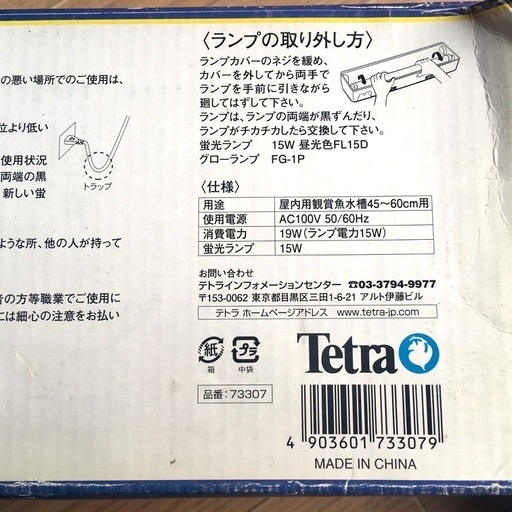 の悪い場所でのご使用は、
位より低い
使用状況
両端の黒
新しい蛍
トラップ
ような所、他の人が持って
者の方等職業でご使用に
には細心の注意をお払い
〈ランプの取り外し方〉
ランプカバーのネジを緩め、
カバーを外してから両手で
ランプを手前に引きながら
廻してはずして下さい。
ランプは、ランプの両端が黒ずんだり、
ランプがチカチカしたら交換して下さい。
蛍光ランプ 15W 昼光色FL15D
グローランプ FG-1P
〈仕様〉
用途 屋内用観賞魚水槽45〜60cm用
使用電源 AC100V 50/60Hz
消費電力 19W(ランプ電力15W)
蛍光ランプ 15W
お問い合わせ
テトラインフォメーションセンター ☎03-3794-9977
〒153-0062 東京都目黒区三田1-6-21 アルト伊藤ビル
テトラ ホームページアドレス www.tetra-jp.com
紙 プラ
箱 中袋
Tetra
品番:73307
4 903601 733079
MADE IN CHINA